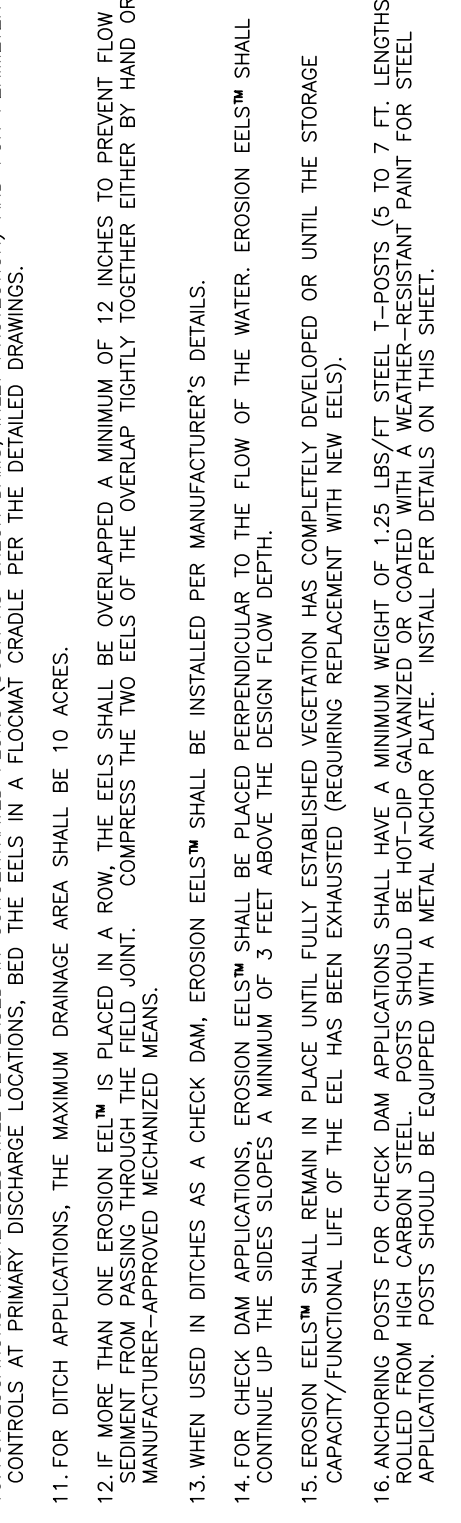 CONTROLS AT PRIMARY DISCHARGE LOCATIONS, BED THE EELS IN A FLOCMAT CRADLE PER THE DETAILED DRAWINGS.
11. FOR DITCH APPLICATIONS, THE MAXIMUM DRAINAGE AREA SHALL BE 10 ACRES.
12. IF MORE THAN ONE EROSION EEL™ IS PLACED IN A ROW, THE EELS SHALL BE OVERLAPPED A MINIMUM OF 12 INCHES TO PREVENT FLOW
SEDIMENT FROM PASSING THROUGH THE FIELD JOINT. COMPRESS THE TWO EELS OF THE OVERLAP TIGHTLY TOGETHER EITHER BY HAND OR
MANUFACTURER-APPROVED MECHANIZED MEANS.
13. WHEN USED IN DITCHES AS A CHECK DAM, EROSION EELS™ SHALL BE INSTALLED PER MANUFACTURER'S DETAILS.
14. FOR CHECK DAM APPLICATIONS, EROSION EELS™ SHALL BE PLACED PERPENDICULAR TO THE FLOW OF THE WATER. EROSION EELS™ SHALL
CONTINUE UP THE SIDES SLOPES A MINIMUM OF 3 FEET ABOVE THE DESIGN FLOW DEPTH.
15. EROSION EELS™ SHALL REMAIN IN PLACE UNTIL FULLY ESTABLISHED VEGETATION HAS COMPLETELY DEVELOPED OR UNTIL THE STORAGE
CAPACITY/FUNCTIONAL LIFE OF THE EEL HAS BEEN EXHAUSTED (REQUIRING REPLACEMENT WITH NEW EELS).
16. ANCHORING POSTS FOR CHECK DAM APPLICATIONS SHALL HAVE A MINIMUM WEIGHT OF 1.25 LBS/FT STEEL T-POSTS (5 TO 7 FT. LENGTHS
ROLLED FROM HIGH CARBON STEEL. POSTS SHOULD BE HOT-DIP GALVANIZED OR COATED WITH A WEATHER-RESISTANT PAINT FOR STEEL
APPLICATION. POSTS SHOULD BE EQUIPPED WITH A METAL ANCHOR PLATE. INSTALL PER DETAILS ON THIS SHEET.